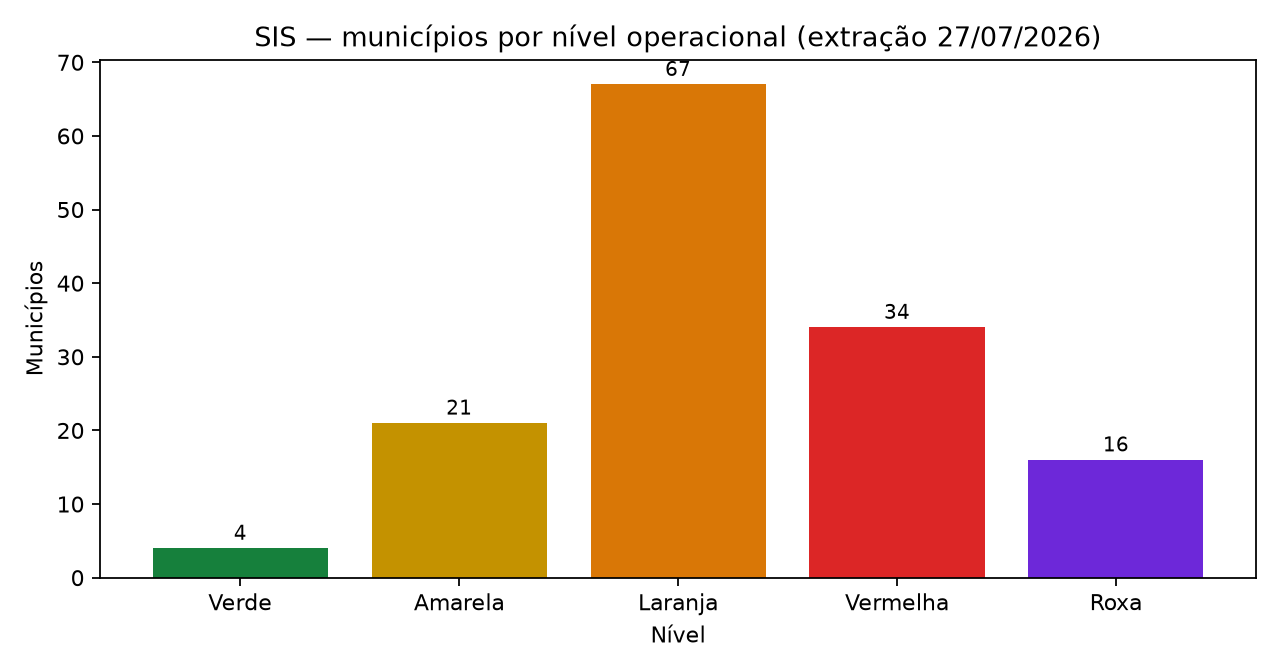 SIS — municípios por nível operacional (extração 27/07/2026)
Municípios
70
60
50
40
30
20
10
0
4
21
67
34
16
Verde
Amarela
Laranja
Vermelha
Roxa
Nível